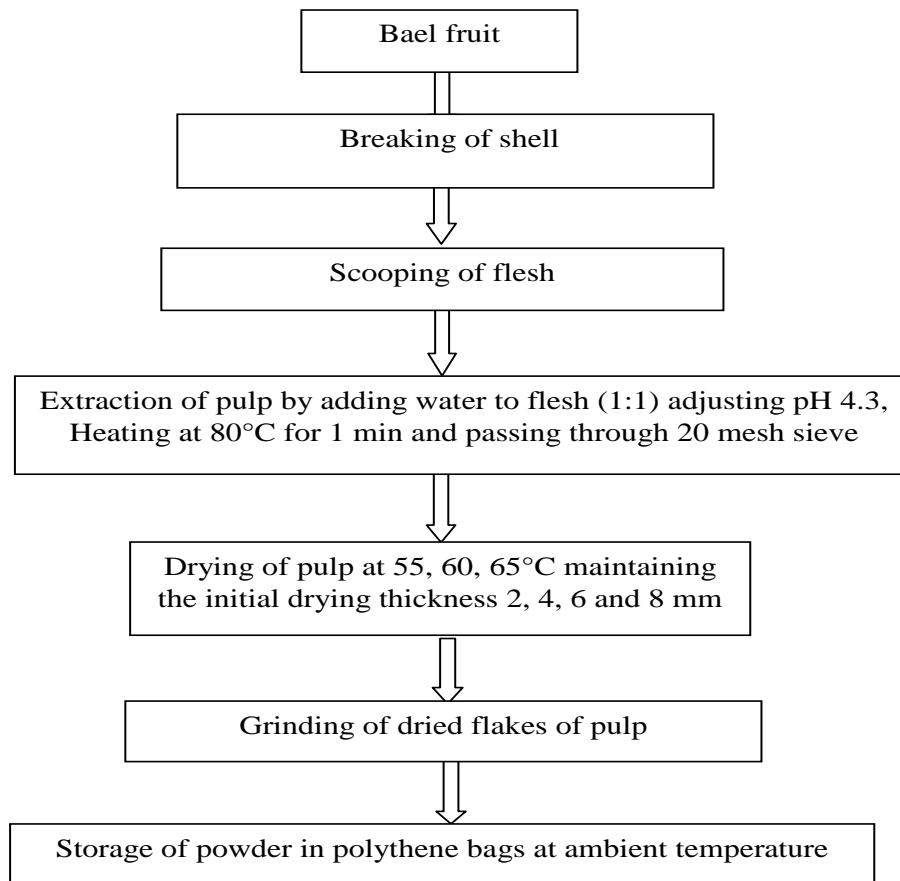 Bael fruit
Breaking of shell
Scooping of flesh
Extraction of pulp by adding water to flesh (1:1) adjusting pH 4.3,
Heating at 80°C for 1 min and passing through 20 mesh sieve
Drying of pulp at 55, 60, 65°C maintaining
the initial drying thickness 2, 4, 6 and 8 mm
Grinding of dried flakes of pulp
Storage of powder in polythene bags at ambient temperature